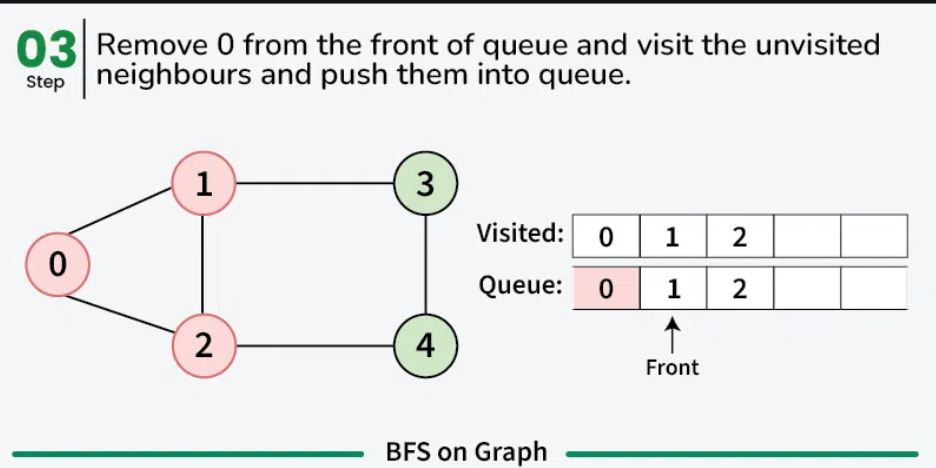 03
Step
Remove 0 from the front of queue and visit the unvisited
neighbours and push them into queue.
1
3
0
2
4
Visited: 0 1 2
Queue: 0 1 2
Front
BFS on Graph